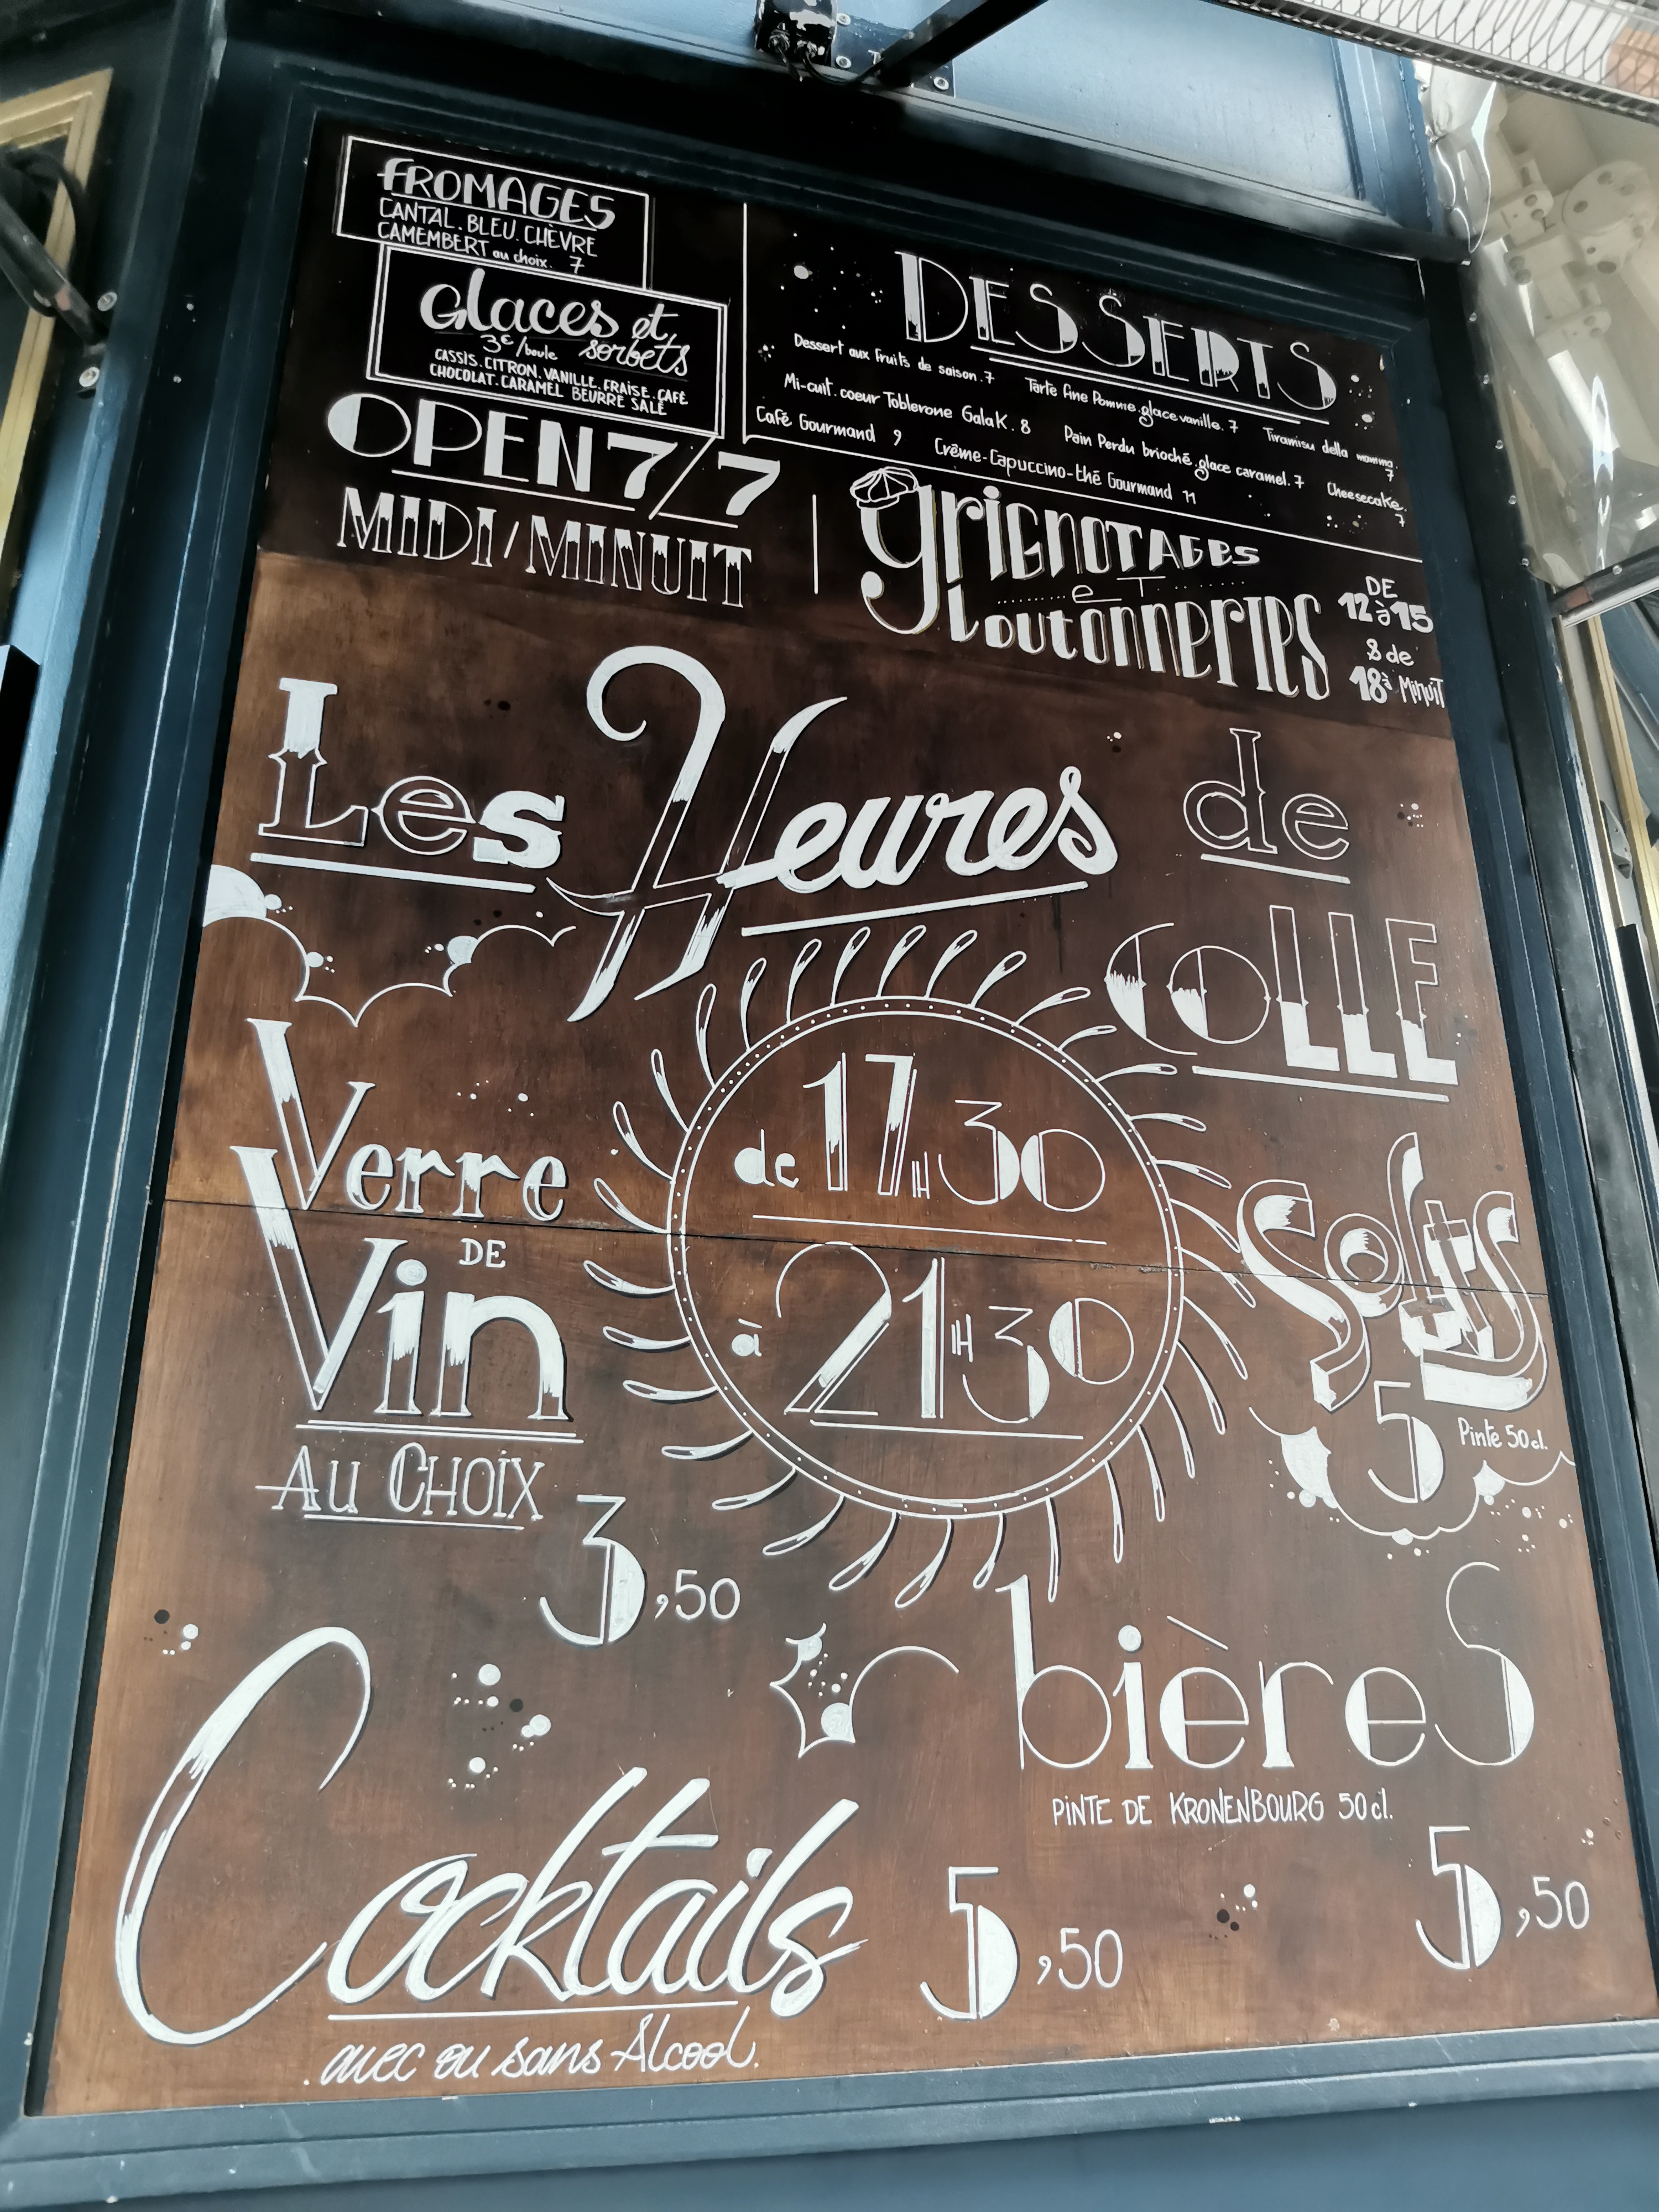 FROMAGES
CANTAL. BLEU. CHÈVRE
CAMEMBERT au choix. 7
Glaces et
3€/boule sorbets
CASSIS. CITRON. VANILLE. FRAISE. CAFÉ
CHOCOLAT. CARAMEL BEURRE SALÉ
OPEN 7/7
MIDI/MINUIT
DESSERTS
Dessert aux fruits de saison. 7 Tarte fine Pomme. glace vanille. 7 Tiramisu della mamma. 7
Mi-cuit. coeur Toblerone Galak. 8 Pain Perdu brioché. glace caramel. 7 Cheesecake. 7
Café Gourmand 9 Crême-Capuccino-thé Gourmand 11
GRIGNOTAGES
ET
LOUTONNERIES
DE
12 à 15
& de
18 à Minuit
Les Heures de
COLLE
de 17H30
à 21H30
Verre
DE
Vin
AU CHOIX
3,50
Softs
5 Pinte 50 cl.
bières
PINTE DE KRONENBOURG 50 cl.
5,50
Cocktails 5,50
. avec ou sans Alcool.